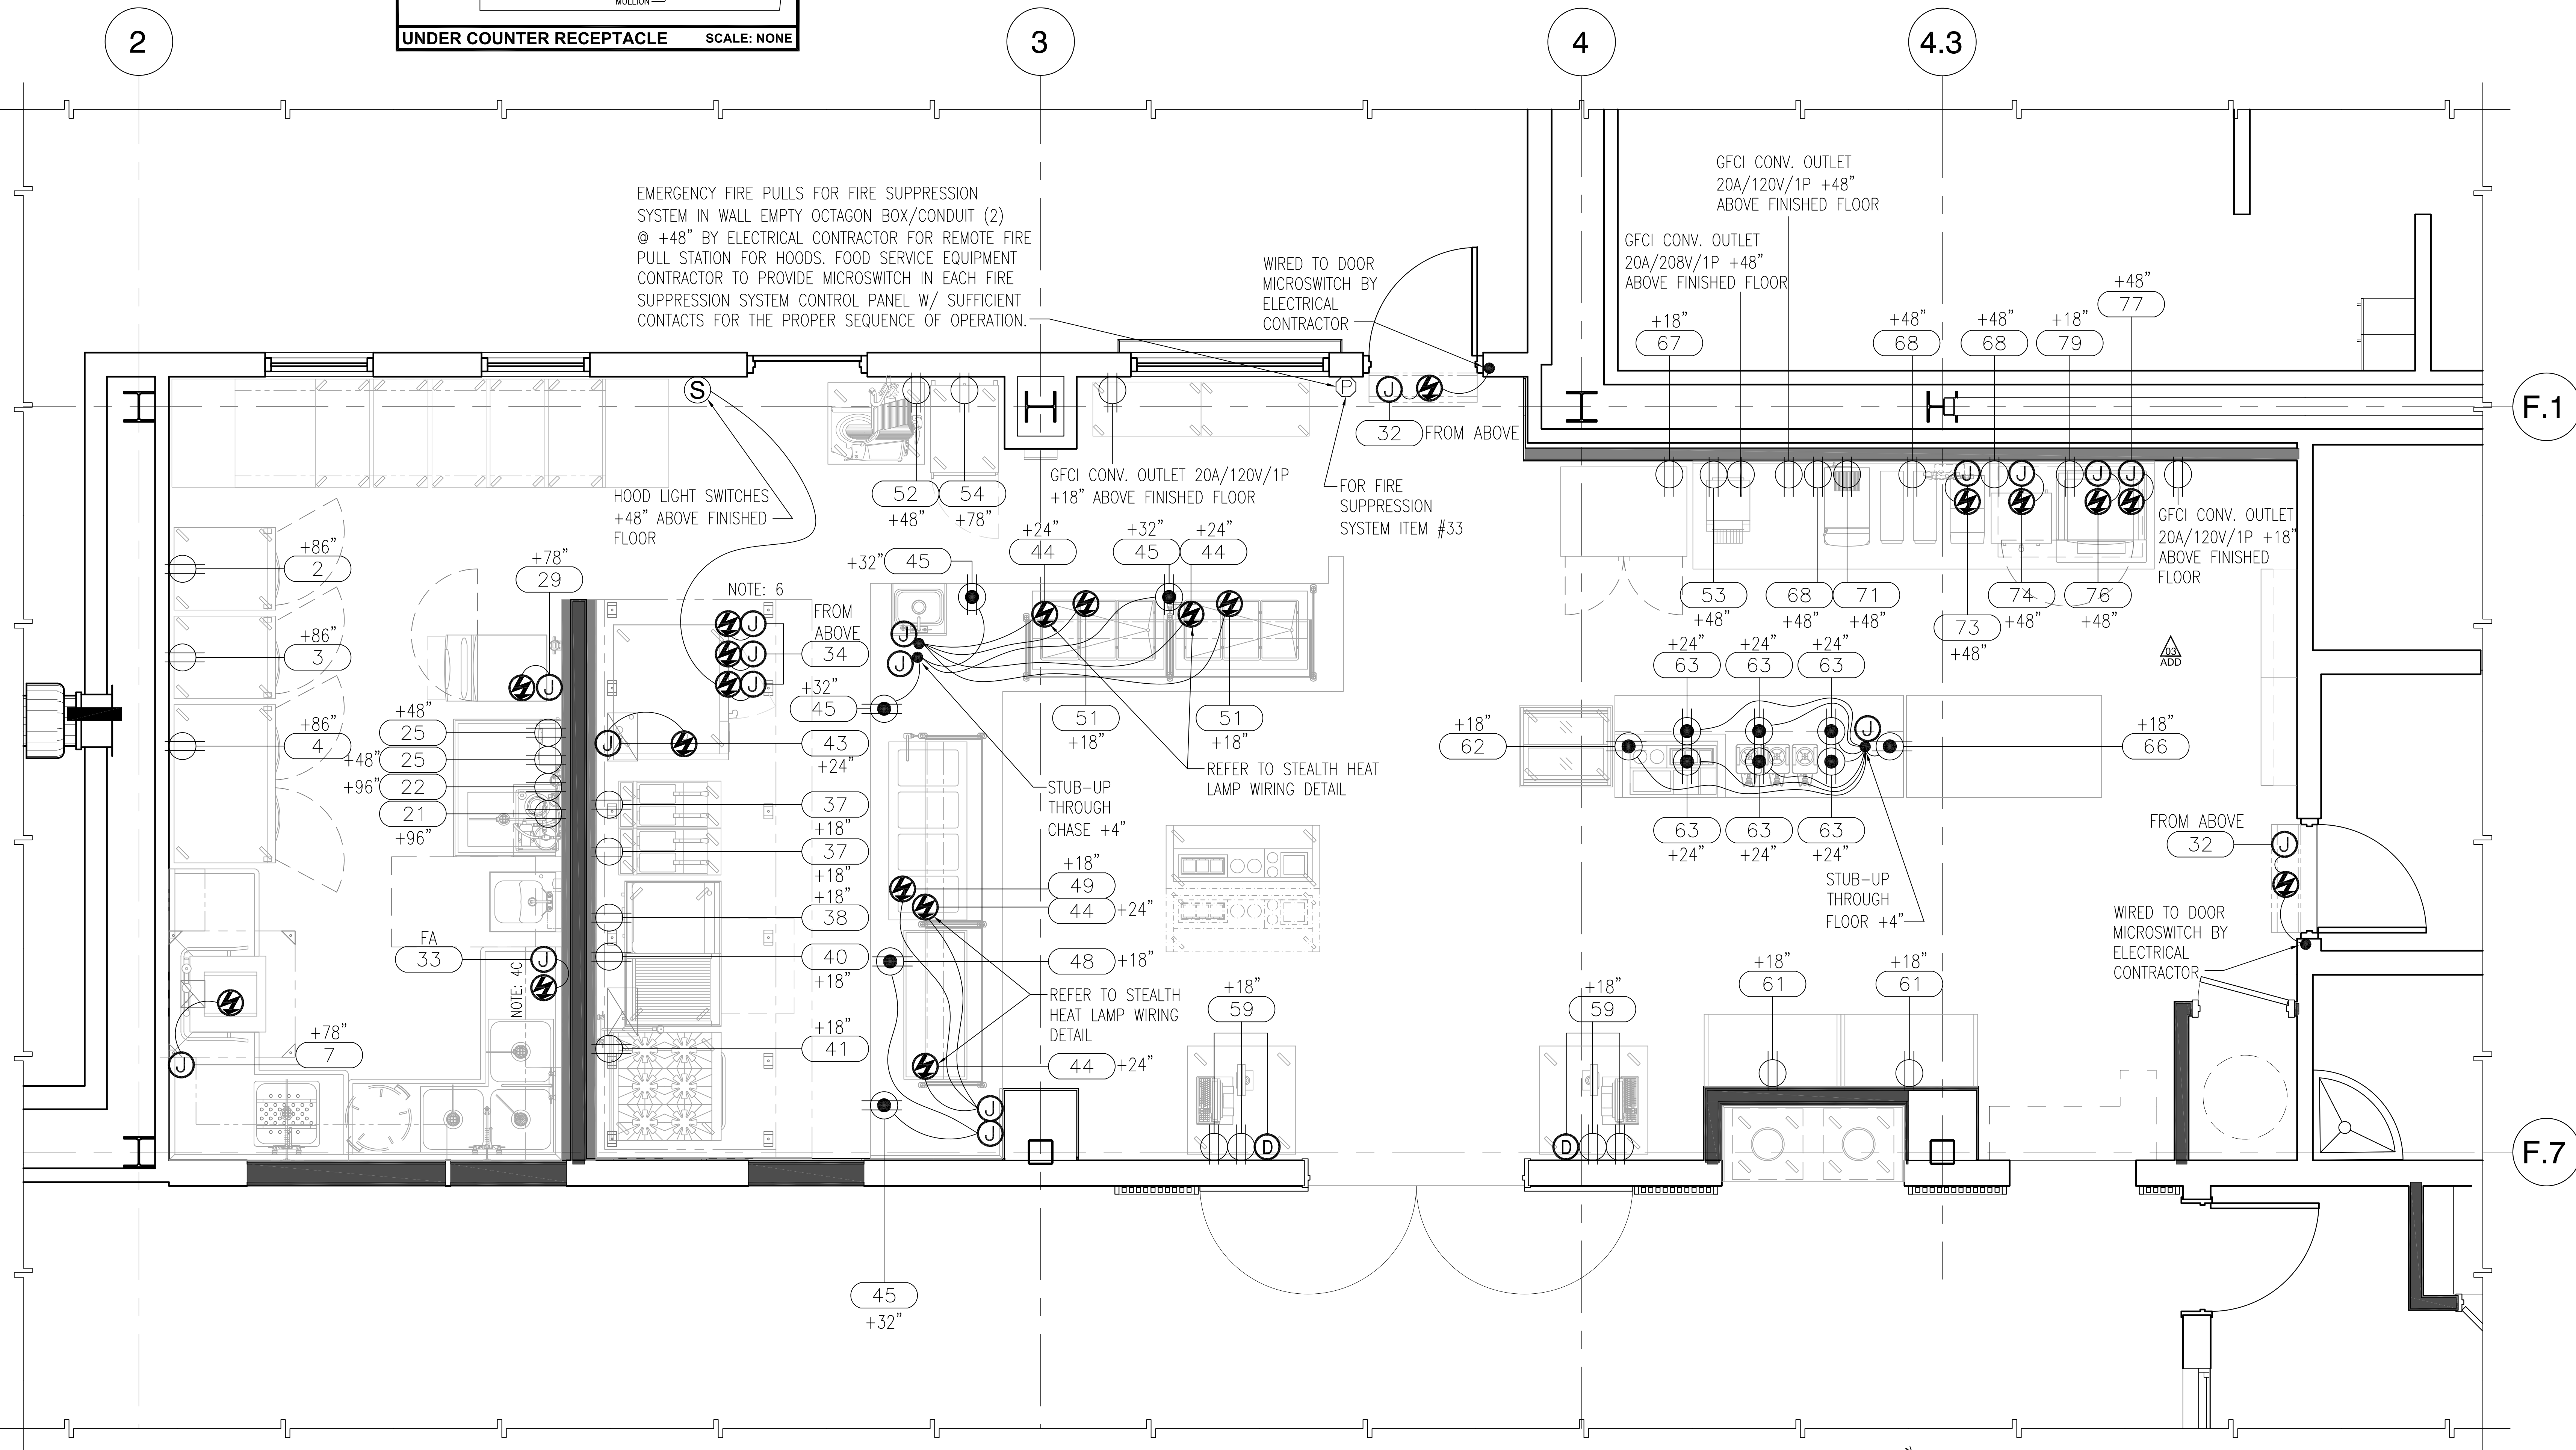 MULLION
UNDER COUNTER RECEPTACLE SCALE: NONE
2
3
4
4.3
F.1
F.7
EMERGENCY FIRE PULLS FOR FIRE SUPPRESSION
SYSTEM IN WALL EMPTY OCTAGON BOX/CONDUIT (2)
@ +48" BY ELECTRICAL CONTRACTOR FOR REMOTE FIRE
PULL STATION FOR HOODS. FOOD SERVICE EQUIPMENT
CONTRACTOR TO PROVIDE MICROSWITCH IN EACH FIRE
SUPPRESSION SYSTEM CONTROL PANEL W/ SUFFICIENT
CONTACTS FOR THE PROPER SEQUENCE OF OPERATION.
WIRED TO DOOR
MICROSWITCH BY
ELECTRICAL
CONTRACTOR
GFCI CONV. OUTLET
20A/120V/1P +48"
ABOVE FINISHED FLOOR
GFCI CONV. OUTLET
20A/208V/1P +48"
ABOVE FINISHED FLOOR
+18"
67
+48"
68
+48"
68
+18"
79
+48"
77
S
P
J
32 FROM ABOVE
HOOD LIGHT SWITCHES
+48" ABOVE FINISHED
FLOOR
52
+48"
54
+78"
GFCI CONV. OUTLET 20A/120V/1P
+18" ABOVE FINISHED FLOOR
FOR FIRE
SUPPRESSION
SYSTEM ITEM #33
J
J
J
J
GFCI CONV. OUTLET
20A/120V/1P +18"
ABOVE FINISHED
FLOOR
53
+48"
68
+48"
71
+48"
73
+48"
74
+48"
76
+48"
03
ADD
+86"
2
+86"
3
+86"
4
+78"
29
J
+48"
25
+48"
25
+96"
22
21
+96"
NOTE: 6
J
J
J
FROM
ABOVE
34
+32"
45
J
43
+24"
37
+18"
37
+18"
+18"
38
40
+18"
+18"
41
+32"
45
J
J
+24"
44
+32"
45
+24"
44
51
+18"
51
+18"
REFER TO STEALTH HEAT
LAMP WIRING DETAIL
STUB-UP
THROUGH
CHASE +4"
+18"
49
44
+24"
48
+18"
REFER TO STEALTH
HEAT LAMP WIRING
DETAIL
44
+24"
J
J
45
+32"
FA
33
J
NOTE: 4C
+78"
7
J
+18"
59
D
+18"
59
D
+18"
61
+18"
61
+24"
63
+24"
63
+24"
63
+18"
62
J
+18"
66
63
+24"
63
+24"
63
+24"
STUB-UP
THROUGH
FLOOR +4"
FROM ABOVE
32
J
WIRED TO DOOR
MICROSWITCH BY
ELECTRICAL
CONTRACTOR